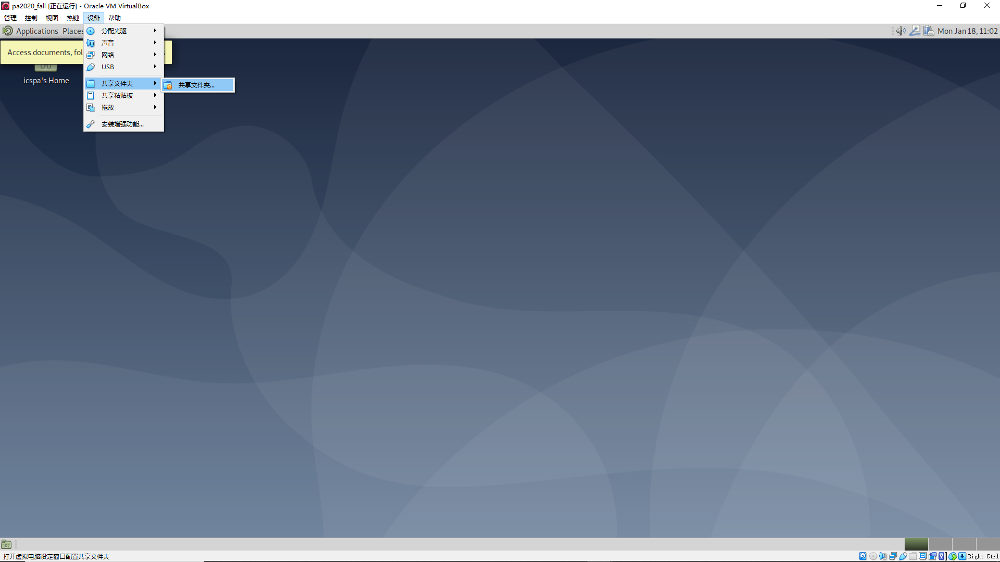 pa2020_fall [正在运行] - Oracle VM VirtualBox
管理 控制 视图 热键 设备 帮助
Applications Places
Mon Jan 18, 11:02
分配光驱
声音
网络
USB
共享文件夹
共享文件夹...
共享粘贴板
拖放
安装增强功能...
Access documents, fol
icspa's Home
打开虚拟电脑设定窗口配置共享文件夹
Right Ctrl